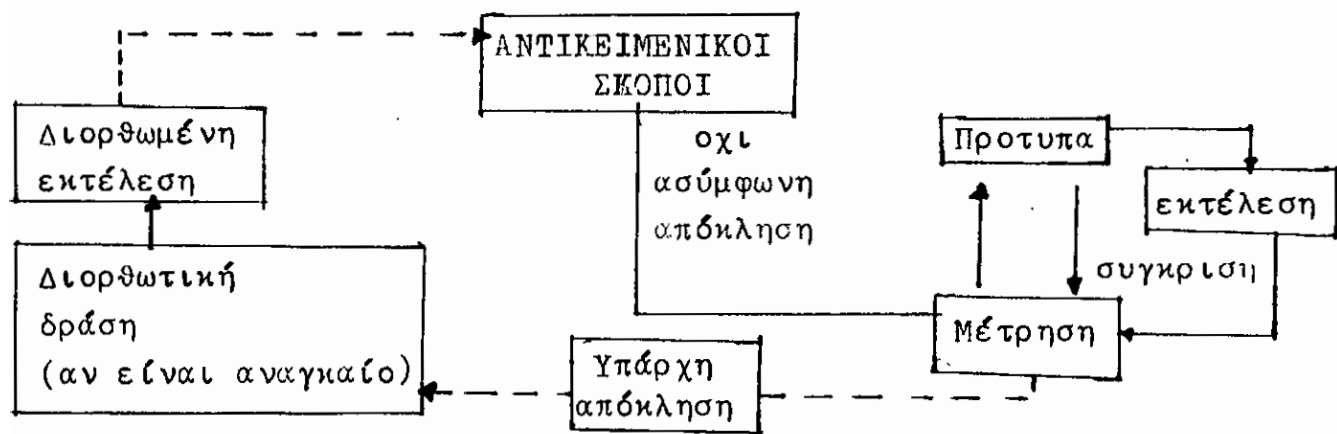 ΑΝΤΙΚΕΙΜΕΝΙΚΟΙ
ΣΚΟΠΟΙ
Διορθωμένη
εκτέλεση
οχι
ασύμφωνη
απόκληση
Προτυπα
εκτέλεση
συγκριση
Διορθωτική
δράση
(αν είναι αναγκαίο)
Μέτρηση
Υπάρχη
απόκληση